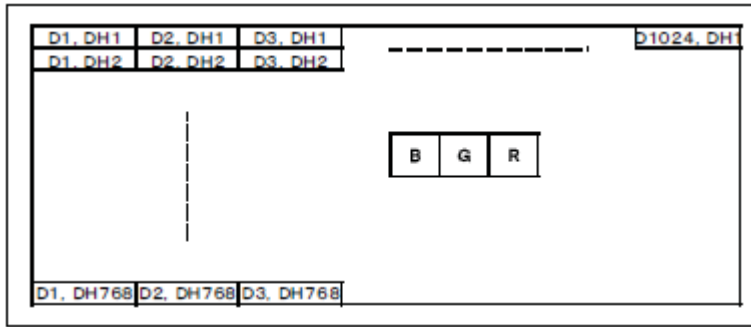 D1, DH1 D2, DH1 D3, DH1 D1024, DH1
D1, DH2 D2, DH2 D3, DH2
B G R
D1, DH768 D2, DH768 D3, DH768